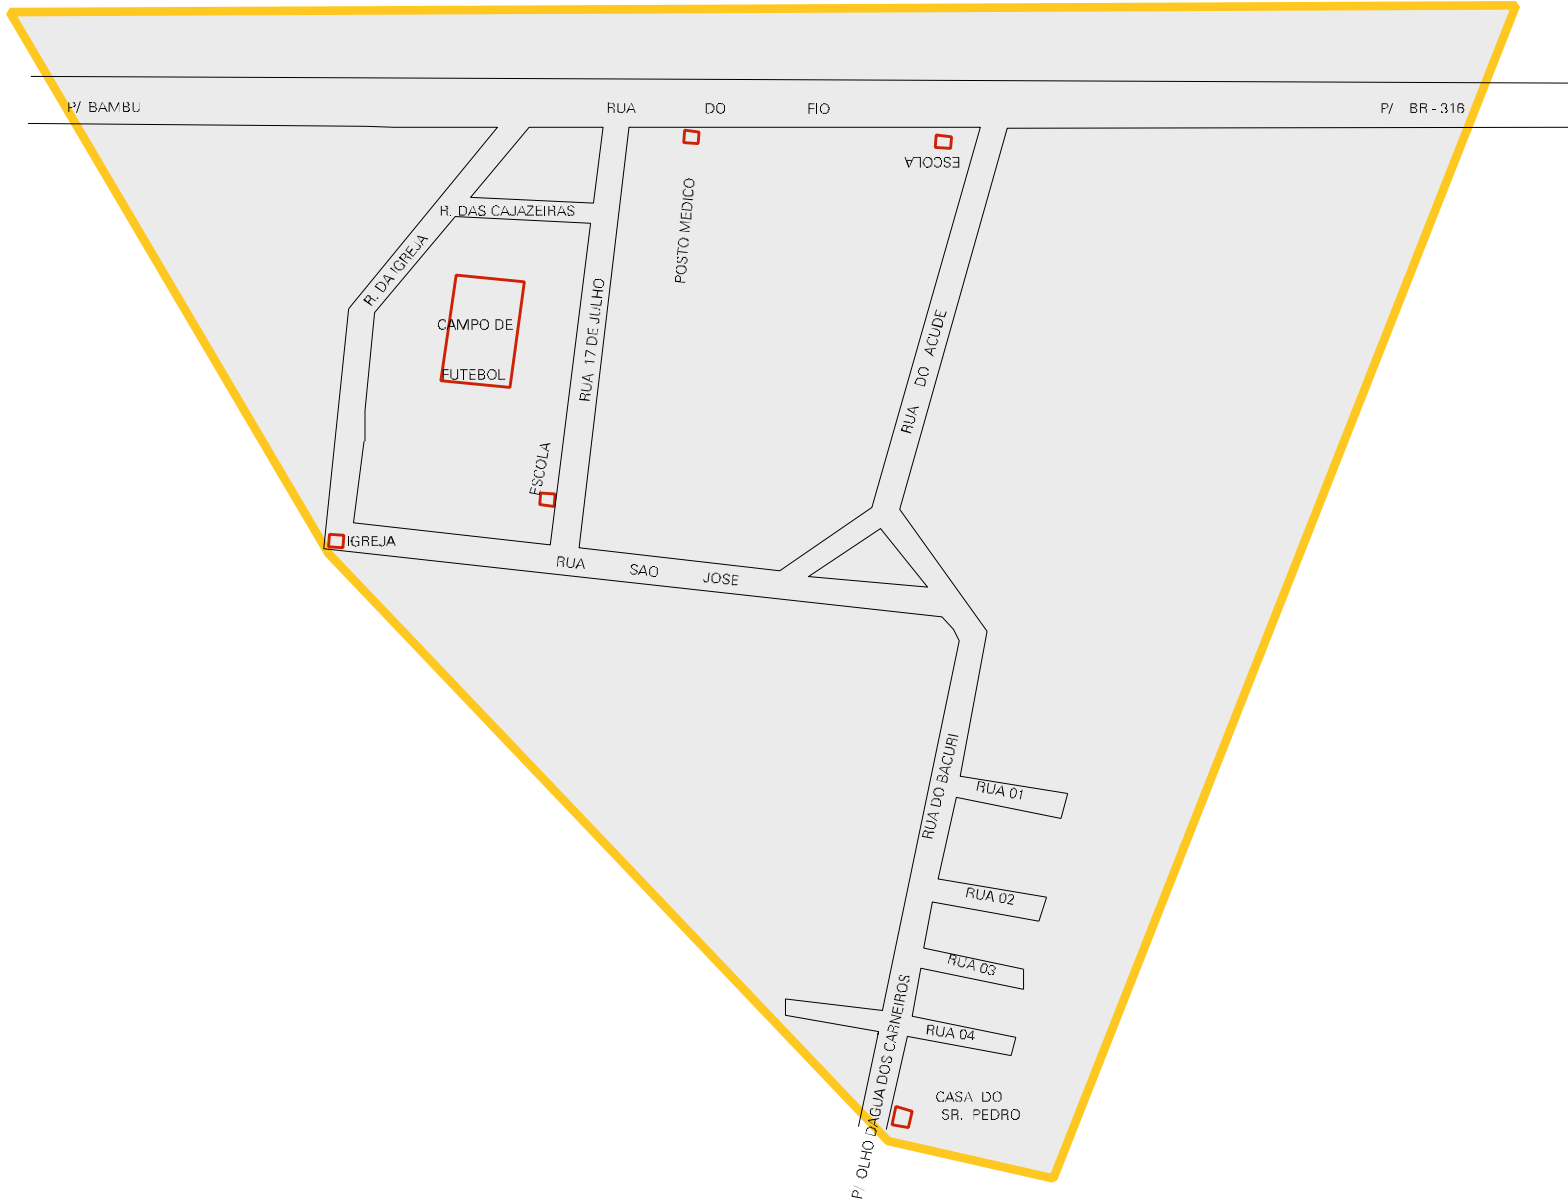 P/ BAMBU
RUA DO FIO
P/ BR - 316
ESCOLA
R. DAS CAJAZEIRAS
POSTO MEDICO
R. DA IGREJA
RUA 17 DE JULHO
CAMPO DE
FUTEBOL
RUA DO ACUDE
ESCOLA
IGREJA
RUA SAO JOSE
RUA DO BACURI
RUA 01
RUA 02
RUA 03
RUA 04
P/ OLHO DAGUA DOS CARNEIROS
CASA DO
SR. PEDRO